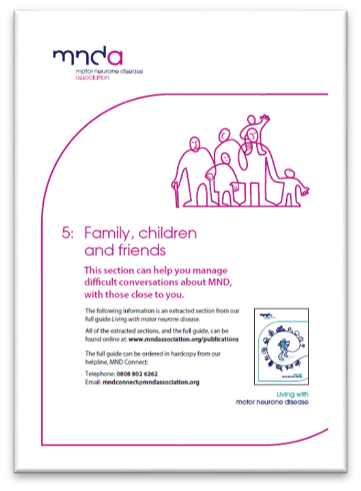 mnda
motor neurone disease
association
5: Family, children
and friends
This section can help you manage
difficult conversations about MND,
with those close to you.
The following information is an extracted section from our
full guide Living with motor neurone disease.
All of the extracted sections, and the full guide, can be
found online at: www.mndassociation.org/publications
The full guide can be ordered in hardcopy from our
helpline, MND Connect:
Telephone: 0808 802 6262
Email: mndconnect@mndassociation.org
Living with
motor neurone disease